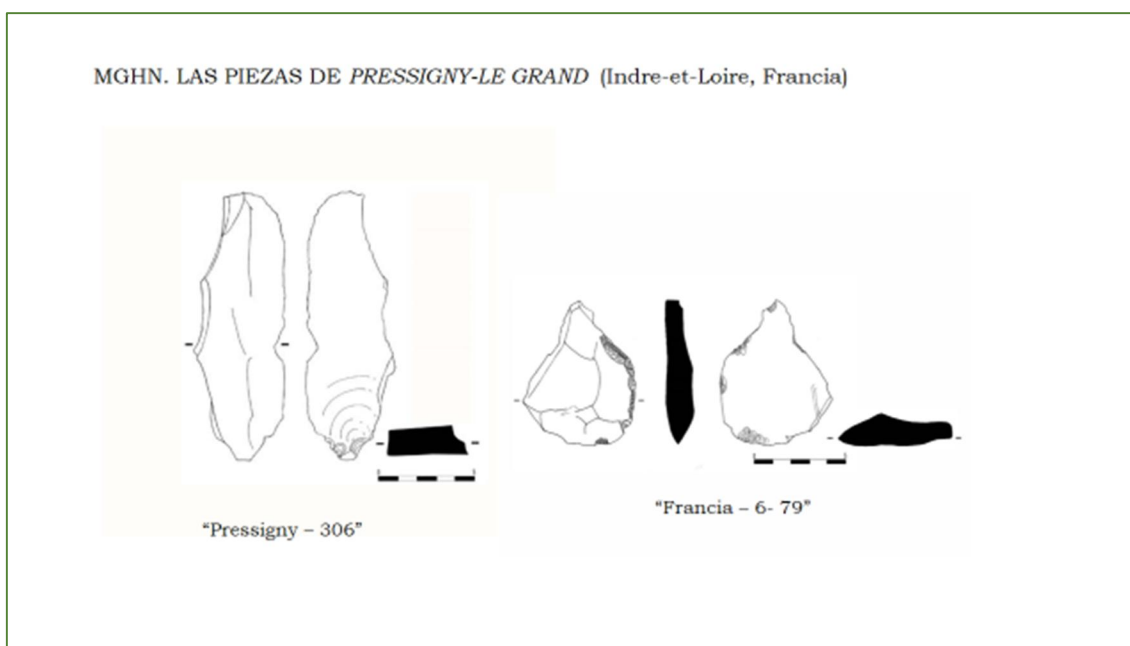 MGHN. LAS PIEZAS DE PRESSIGNY-LE GRAND (Indre-et-Loire, Francia)
“Pressigny – 306”
“Francia – 6- 79”